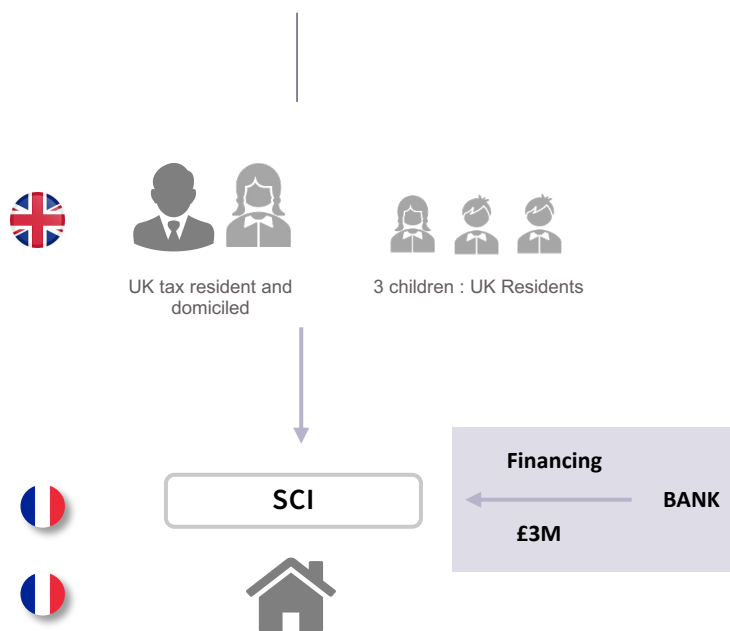 UK tax resident and
domiciled
3 children : UK Residents
Financing
SCI
BANK
£3M